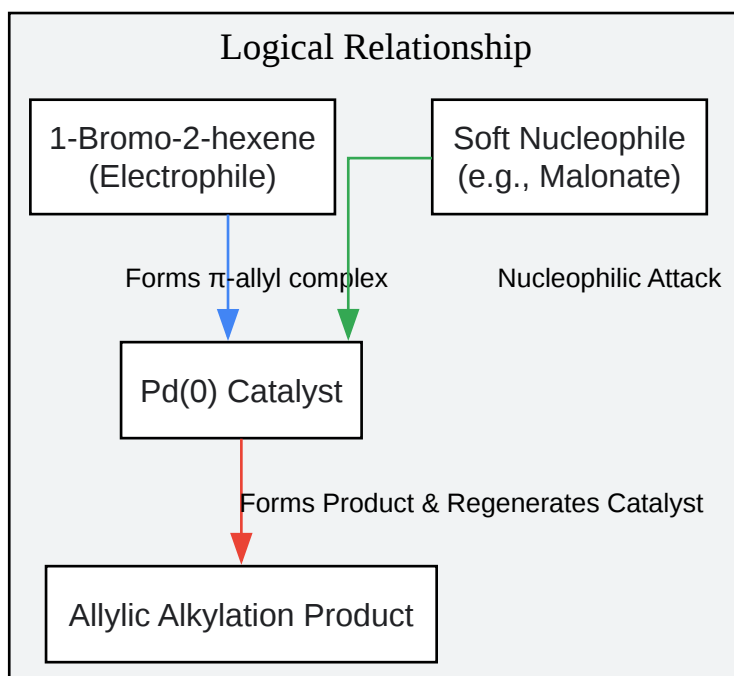 Logical Relationship
1-Bromo-2-hexene
(Electrophile)
Soft Nucleophile
(e.g., Malonate)
Forms π-allyl complex
Nucleophilic Attack
Pd(0) Catalyst
Forms Product & Regenerates Catalyst
Allylic Alkylation Product